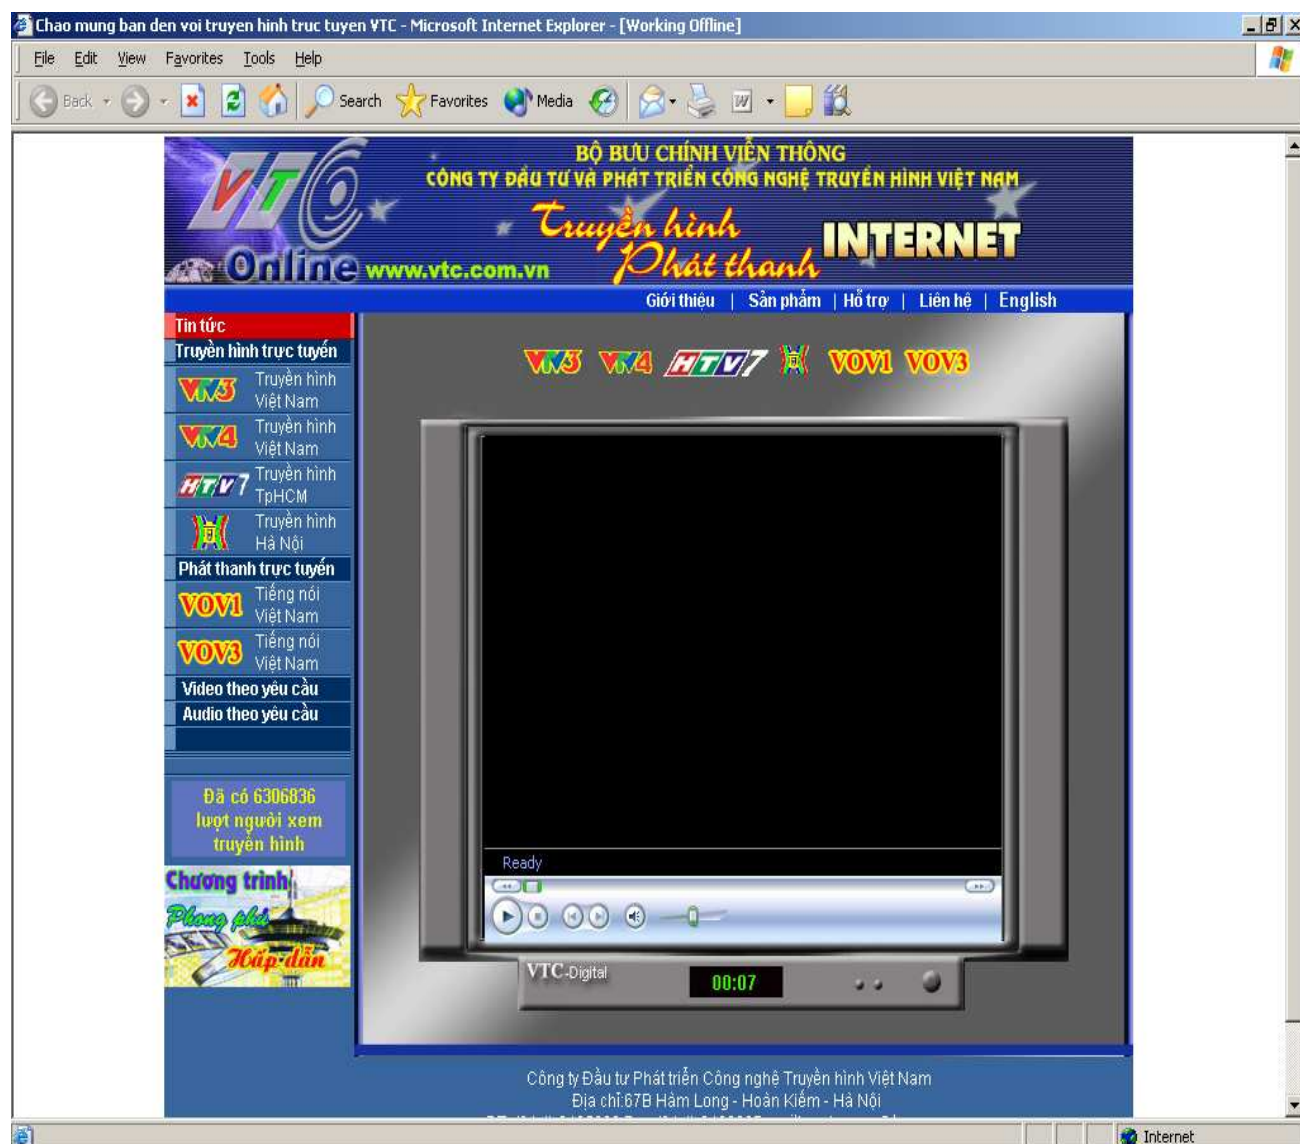 Chao mung ban den voi truyen hinh truc tuyen VTC - Microsoft Internet Explorer - [Working Offline]
File Edit View Favorites Tools Help
Back Search Favorites Media
VTC
Online
BỘ BƯU CHÍNH VIỄN THÔNG
CÔNG TY ĐẦU TƯ VÀ PHÁT TRIỂN CÔNG NGHỆ TRUYỀN HÌNH VIỆT NAM
Truyền hình
Phát thanh
INTERNET
www.vtc.com.vn
Giới thiệu | Sản phẩm | Hỗ trợ | Liên hệ | English
Tin tức
Truyền hình trực tuyến
VTV3 Truyền hình
Việt Nam
VTV4 Truyền hình
Việt Nam
HTV7 Truyền hình
TpHCM
Truyền hình
Hà Nội
Phát thanh trực tuyến
VOV1 Tiếng nói
Việt Nam
VOV3 Tiếng nói
Việt Nam
Video theo yêu cầu
Audio theo yêu cầu
Đã có 6306836
lượt người xem
truyền hình
Chương trình
Phong phú
Hấp dẫn
VTV3 VTV4 HTV7 VOV1 VOV3
Ready
VTC-Digital
00:07
Công ty Đầu tư Phát triển Công nghệ Truyền hình Việt Nam
Địa chỉ:67B Hàm Long - Hoàn Kiếm - Hà Nội
Internet